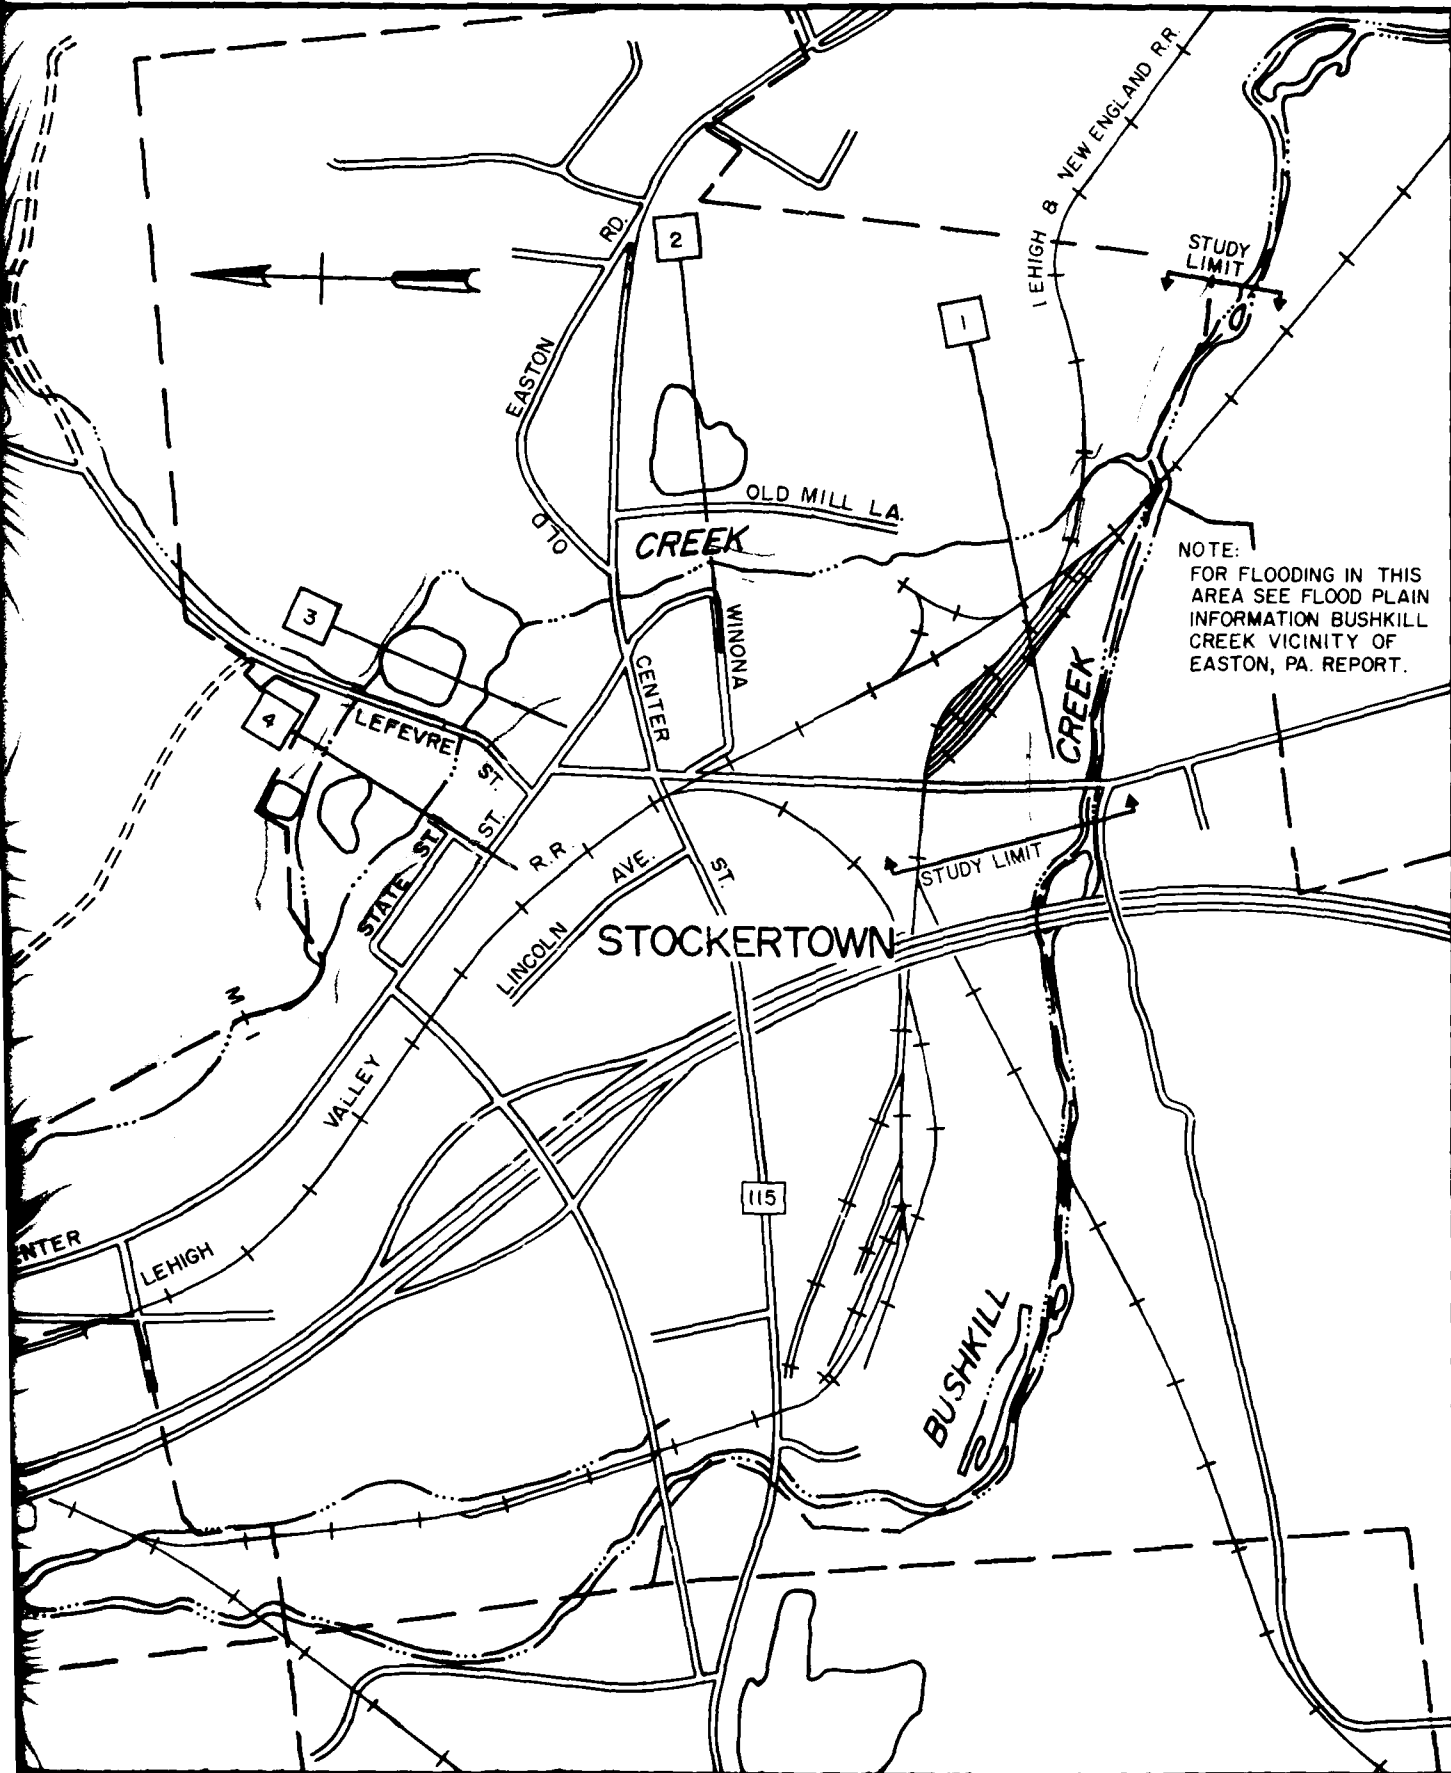 LEHIGH & NEW ENGLAND R.R.
RD.
2
STUDY
LIMIT
1
EASTON
OLD
OLD MILL LA.
CREEK
NOTE:
FOR FLOODING IN THIS
AREA SEE FLOOD PLAIN
INFORMATION BUSHKILL
CREEK VICINITY OF
EASTON, PA. REPORT.
3
WINONA
CENTER
4
LEFEVRE
ST.
CREEK
ST.
STATE ST.
R.R.
AVE.
ST.
STUDY LIMIT
LINCOLN
STOCKERTOWN
VALLEY
115
LEHIGH
BUSHKILL